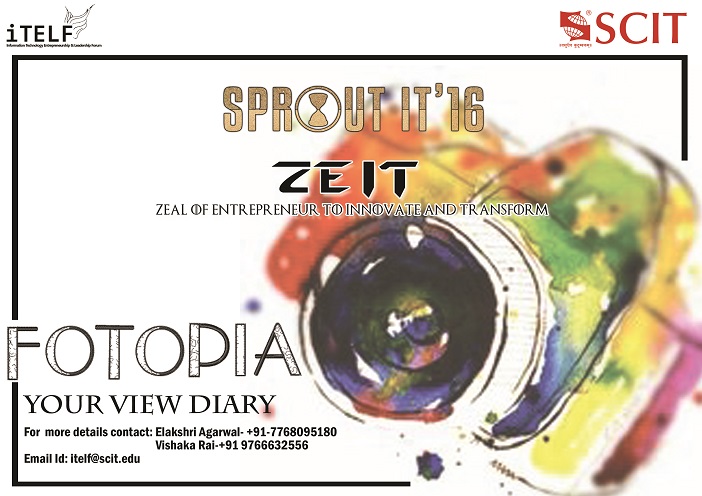 iTELF
Information Technology Entrepreneurship & Leadership Forum
SCIT
SPROUT IT'16
ZEIT
ZEAL OF ENTREPRENEUR TO INNOVATE AND TRANSFORM
FOTOPIA
YOUR VIEW DIARY
For more details contact: Elakshri Agarwal- +91-7768095180
Vishaka Rai-+91 9766632556
Email Id: itelf@scit.edu